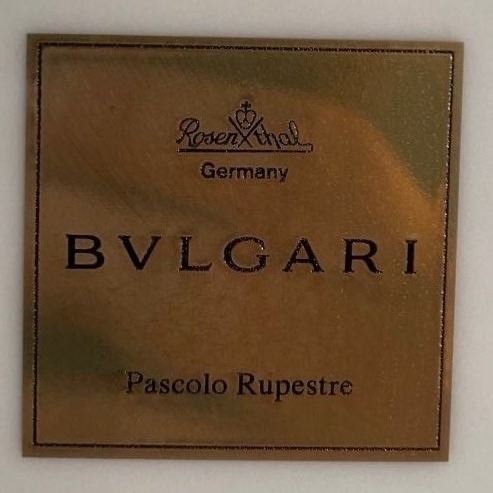 Rosenthal
Germany
BVLGARI
Pascolo Rupestre